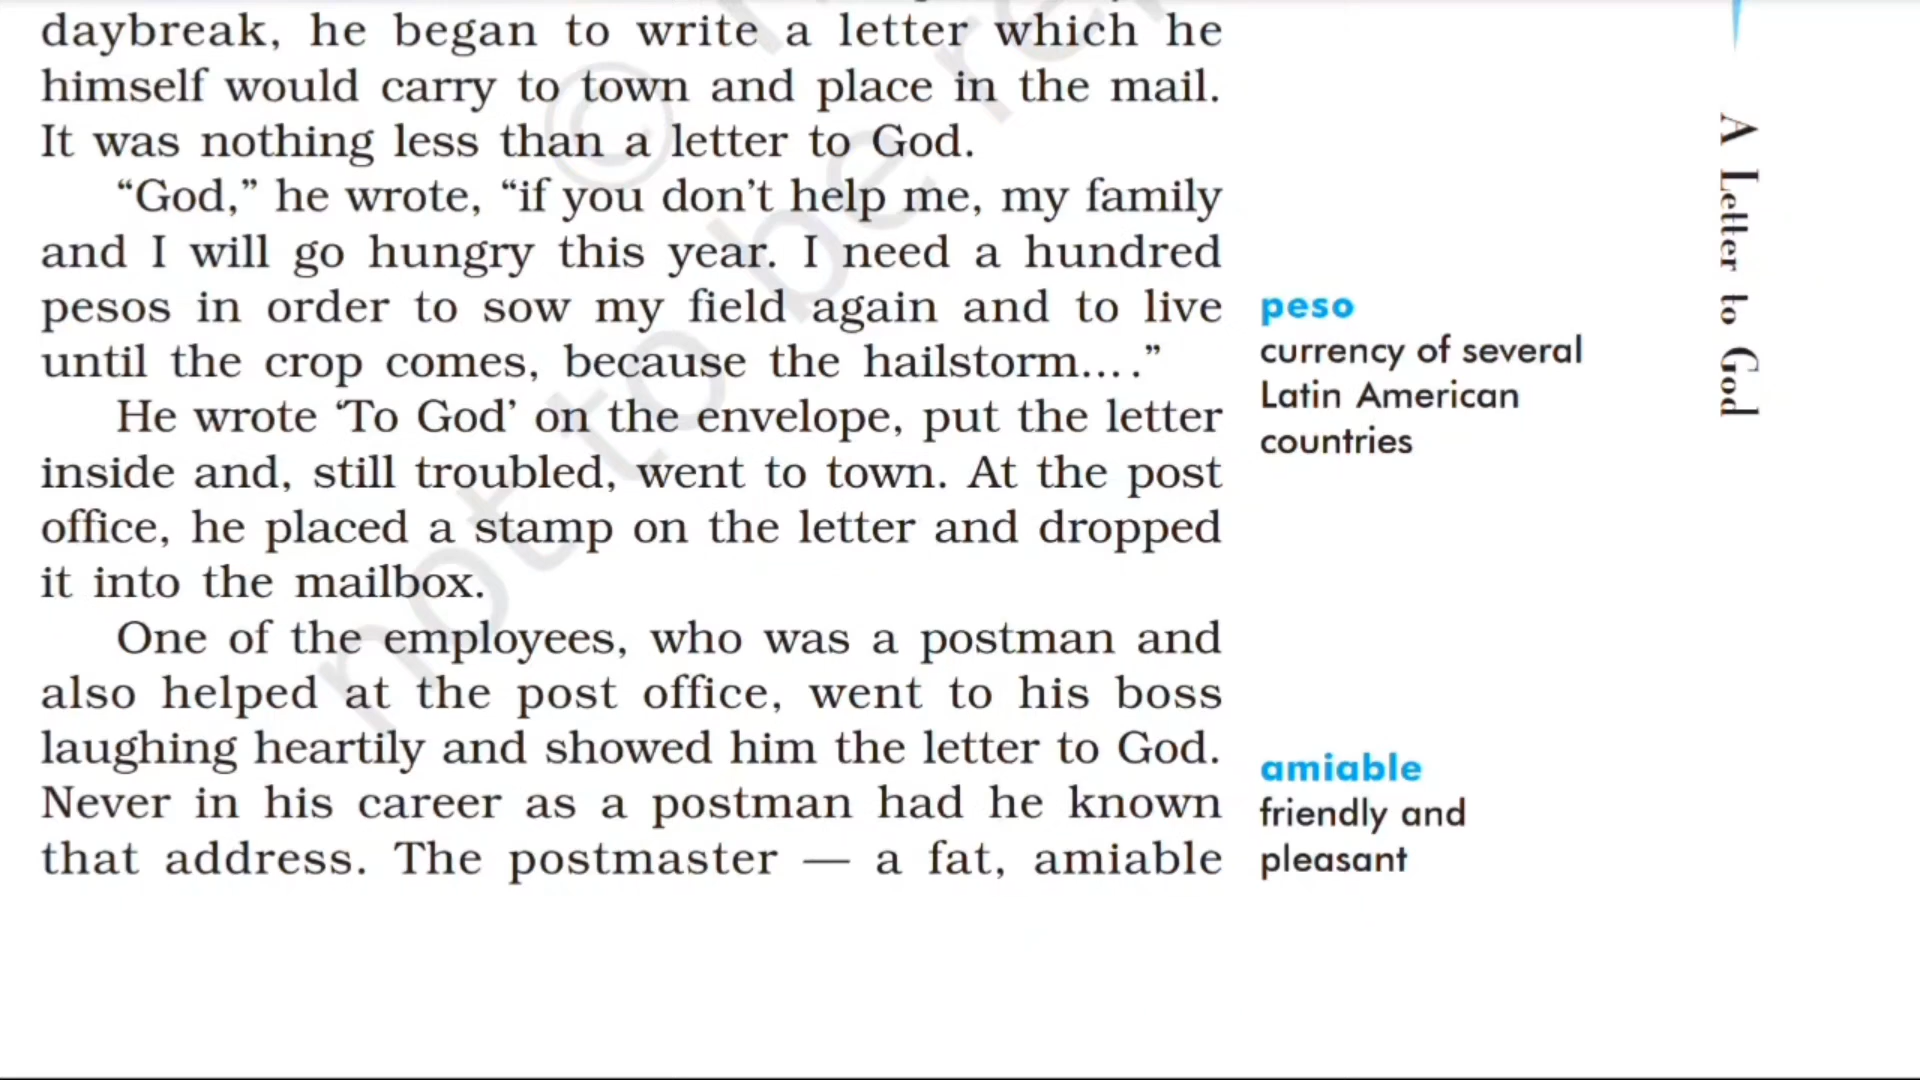 daybreak, he began to write a letter which he
himself would carry to town and place in the mail.
It was nothing less than a letter to God.
“God,” he wrote, “if you don’t help me, my family
and I will go hungry this year. I need a hundred
pesos in order to sow my field again and to live
until the crop comes, because the hailstorm....”
He wrote ‘To God’ on the envelope, put the letter
inside and, still troubled, went to town. At the post
office, he placed a stamp on the letter and dropped
it into the mailbox.
One of the employees, who was a postman and
also helped at the post office, went to his boss
laughing heartily and showed him the letter to God.
Never in his career as a postman had he known
that address. The postmaster — a fat, amiable
peso
currency of several
Latin American
countries
amiable
friendly and
pleasant
A Letter to God
©
not to be